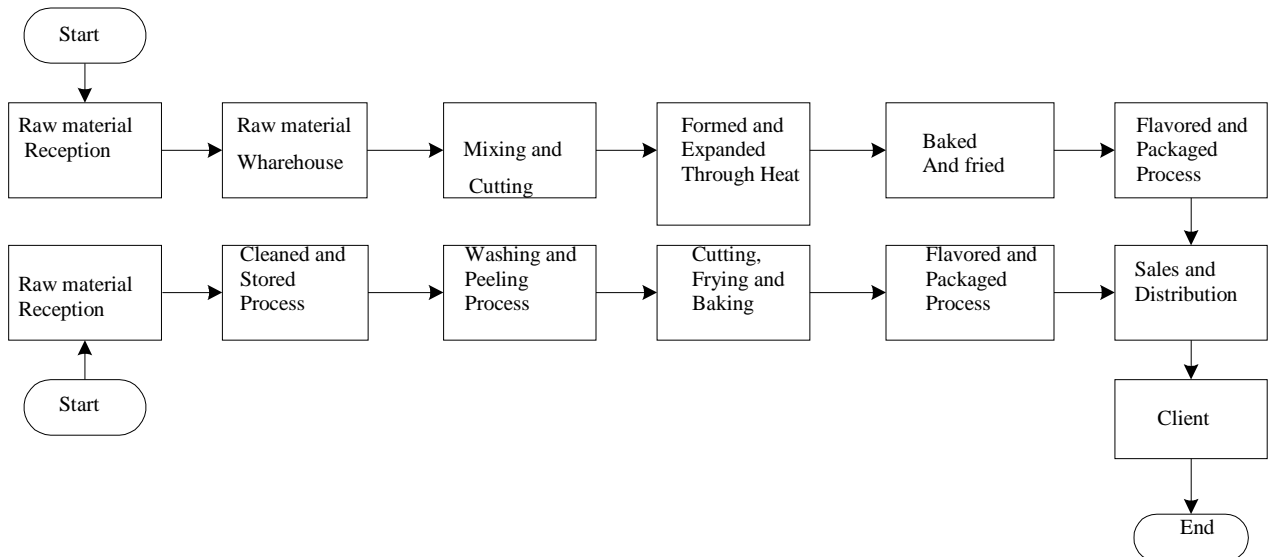 Start
Raw material
Reception
Raw material
Wharehouse
Mixing and
Cutting
Formed and
Expanded
Through Heat
Baked
And fried
Flavored and
Packaged
Process
Raw material
Reception
Cleaned and
Stored
Process
Washing and
Peeling
Process
Cutting,
Frying and
Baking
Flavored and
Packaged
Process
Sales and
Distribution
Start
Client
End